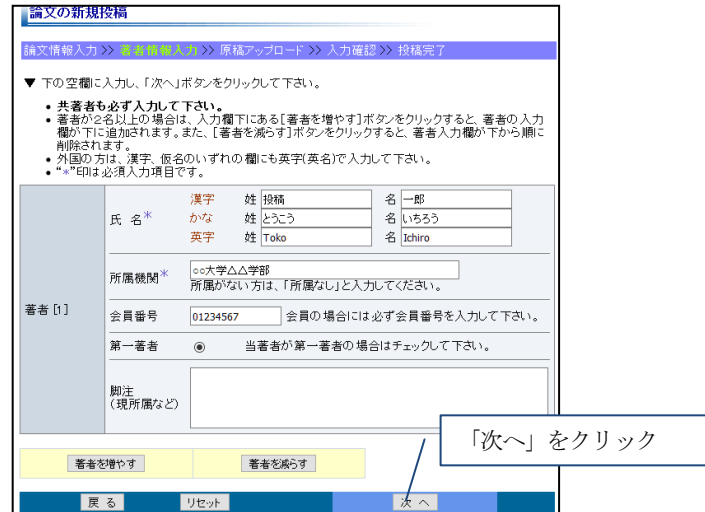 論文の新規投稿
論文情報入力 >> 著者情報入力 >> 原稿アップロード >> 入力確認 >> 投稿完了
▼ 下の空欄に入力し、「次へ」ボタンをクリックして下さい。
• 共著者も必ず入力して下さい。
• 著者が2名以上の場合は、入力欄下にある[著者を増やす]ボタンをクリックすると、著者の入力
欄が下に追加されます。また、[著者を減らす]ボタンをクリックすると、著者入力欄が下から順に
削除されます。
• 外国の方は、漢字、仮名のいずれの欄にも英字(英名)で入力して下さい。
• “*”印は必須入力項目です。
著者 [1]
氏 名*
漢字 姓 投稿 名 一郎
かな 姓 とうこう 名 いちろう
英字 姓 Toko 名 Ichiro
所属機関*
○○大学△△学部
所属がない方は、「所属なし」と入力してください。
会員番号 01234567 会員の場合には必ず会員番号を入力して下さい。
第一著者 当著者が第一著者の場合はチェックして下さい。
脚注
(現所属など)
「次へ」をクリック
著者を増やす 著者を減らす
戻 る リセット 次 へ